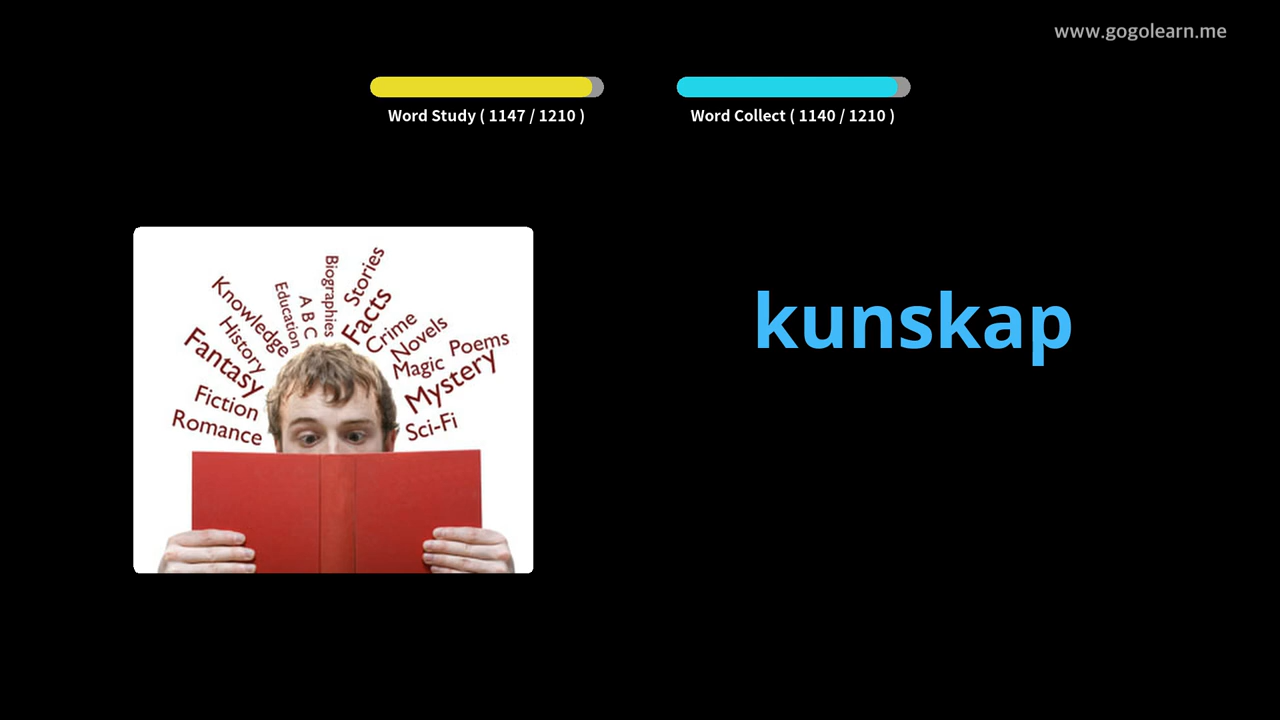 www.gogolearn.me
Word Study ( 1147 / 1210 )
Word Collect ( 1140 / 1210 )
kunskap
Romance
Fiction
Fantasy
History
Knowledge
Education
A B C
Biographies
Stories
Facts
Crime
Novels
Magic
Poems
Mystery
Sci-Fi